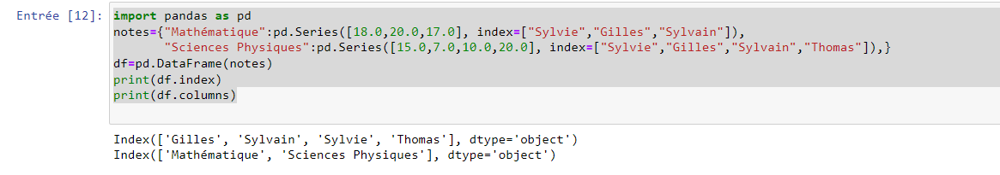 Entrée [12]: import pandas as pd
notes={"Mathématique":pd.Series([18.0,20.0,17.0], index=["Sylvie","Gilles","Sylvain"]),
"Sciences Physiques":pd.Series([15.0,7.0,10.0,20.0], index=["Sylvie","Gilles","Sylvain","Thomas"]),}
df=pd.DataFrame(notes)
print(df.index)
print(df.columns)
Index(['Gilles', 'Sylvain', 'Sylvie', 'Thomas'], dtype='object')
Index(['Mathématique', 'Sciences Physiques'], dtype='object')